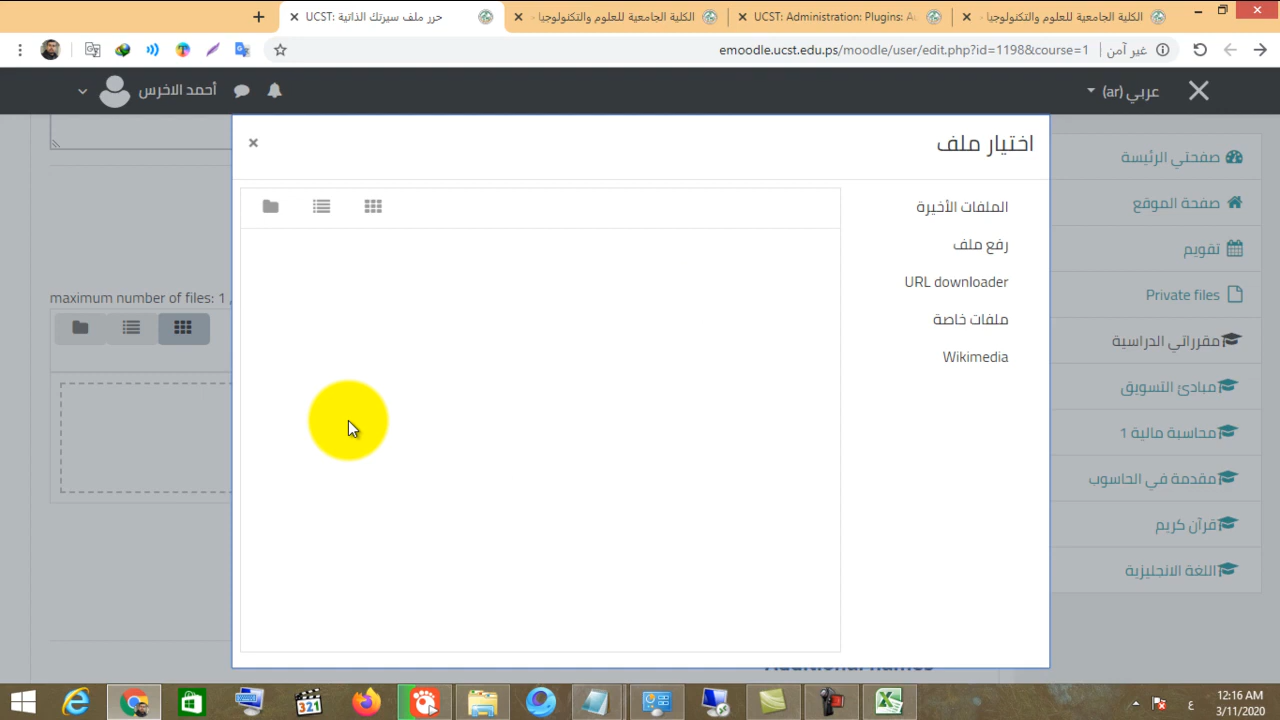 حرر ملف سيرتك الذاتية :UCST
الكلية الجامعية للعلوم والتكنولوجيا -
UCST: Administration: Plugins: Au
الكلية الجامعية للعلوم والتكنولوجيا -
emoodle.ucst.edu.ps/moodle/user/edit.php?id=1198&course=1
غير آمن
عربي (ar)
أحمد الاخرس
اختيار ملف
الملفات الأخيرة
رفع ملف
URL downloader
ملفات خاصة
Wikimedia
صفحتي الرئيسة
صفحة الموقع
تقويم
Private files
مقرراتي الدراسية
مبادئ التسويق
محاسبة مالية 1
مقدمة في الحاسوب
قرآن كريم
اللغة الانجليزية
maximum number of files: 1 ,
Additional names
321
ع
12:16 AM
3/11/2020